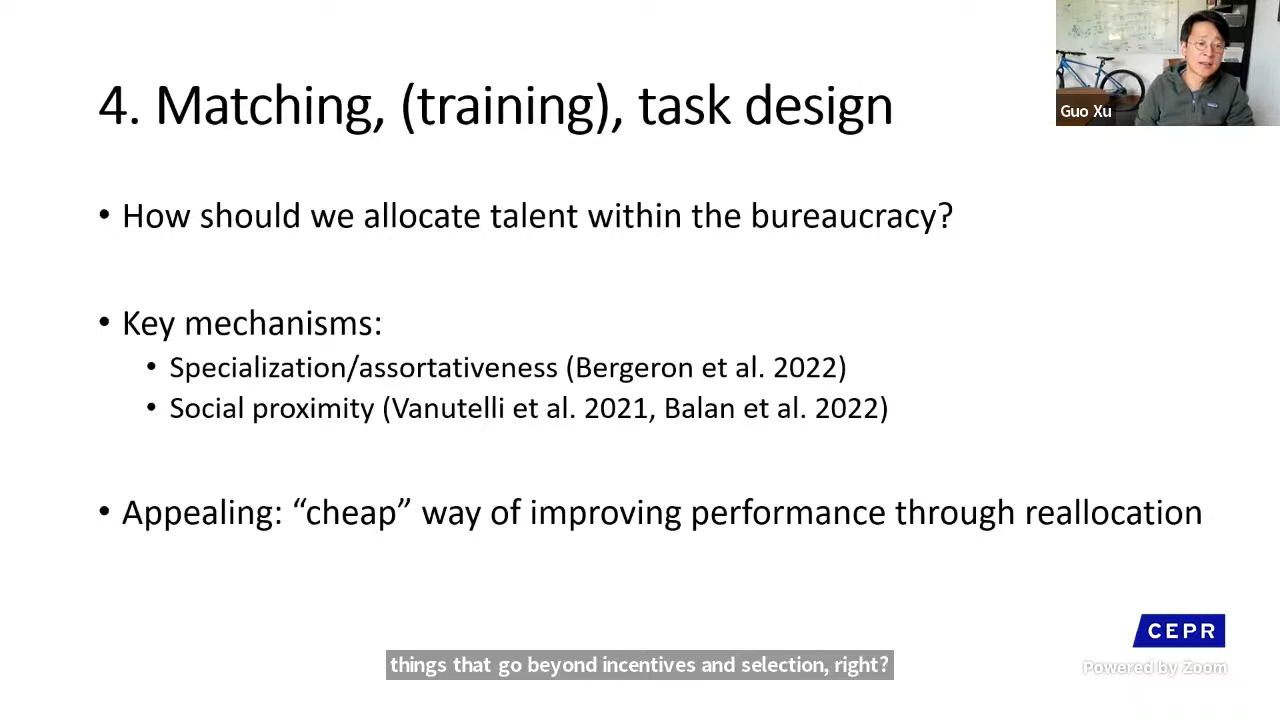 4. Matching, (training), task design
Guo Xu
• How should we allocate talent within the bureaucracy?
• Key mechanisms:
• Specialization/assortativeness (Bergeron et al. 2022)
• Social proximity (Vanutelli et al. 2021, Balan et al. 2022)
• Appealing: “cheap” way of improving performance through reallocation
CEPR
things that go beyond incentives and selection, right?
Powered by Zoom